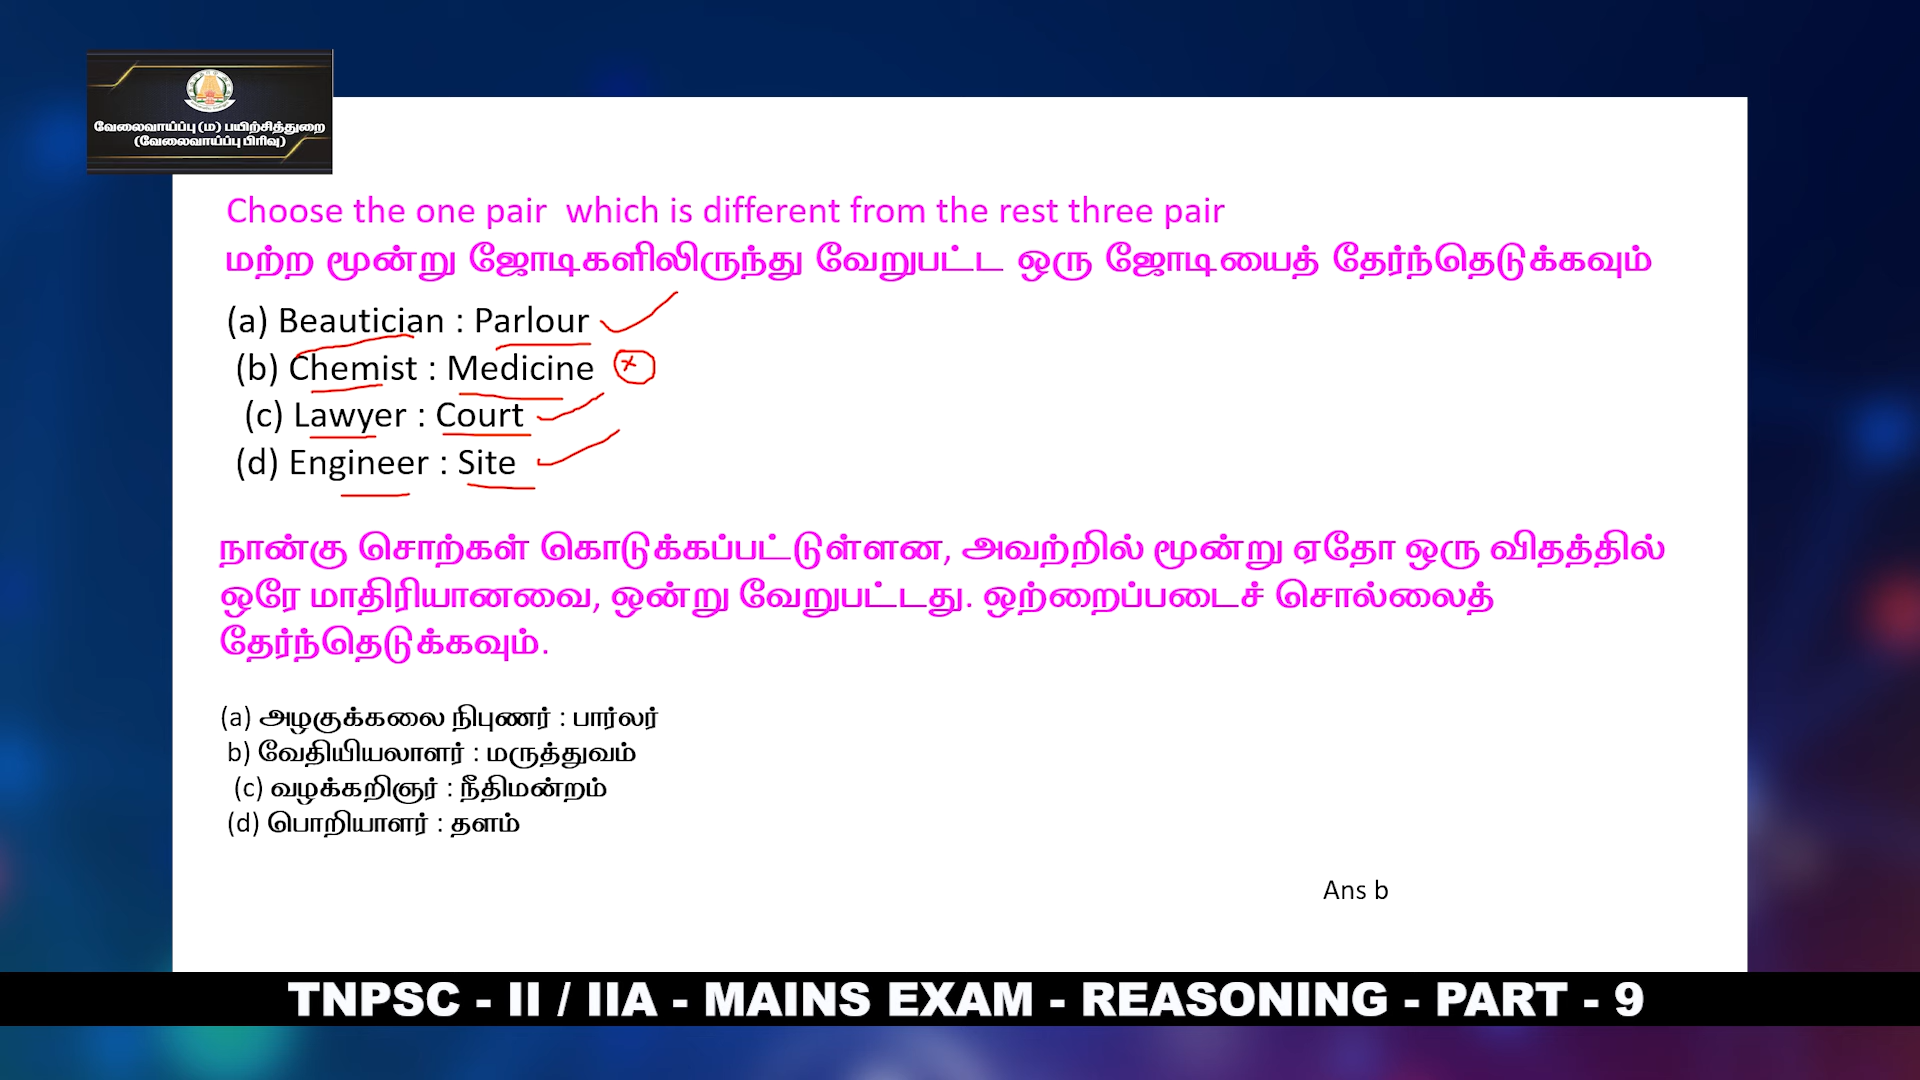 வேலைவாய்ப்பு (ம) பயிற்சித்துறை
(வேலைவாய்ப்பு பிரிவு)
Choose the one pair which is different from the rest three pair
மற்ற மூன்று ஜோடிகளிலிருந்து வேறுபட்ட ஒரு ஜோடியைத் தேர்ந்தெடுக்கவும்
(a) Beautician : Parlour
(b) Chemist : Medicine
(c) Lawyer : Court
(d) Engineer : Site
நான்கு சொற்கள் கொடுக்கப்பட்டுள்ளன, அவற்றில் மூன்று ஏதோ ஒரு விதத்தில்
ஒரே மாதிரியானவை, ஒன்று வேறுபட்டது. ஒற்றைப்படைச் சொல்லைத்
தேர்ந்தெடுக்கவும்.
(a) அழகுக்கலை நிபுணர் : பார்லர்
b) வேதியியலாளர் : மருத்துவம்
(c) வழக்கறிஞர் : நீதிமன்றம்
(d) பொறியாளர் : தளம்
Ans b
TNPSC - II / IIA - MAINS EXAM - REASONING - PART - 9